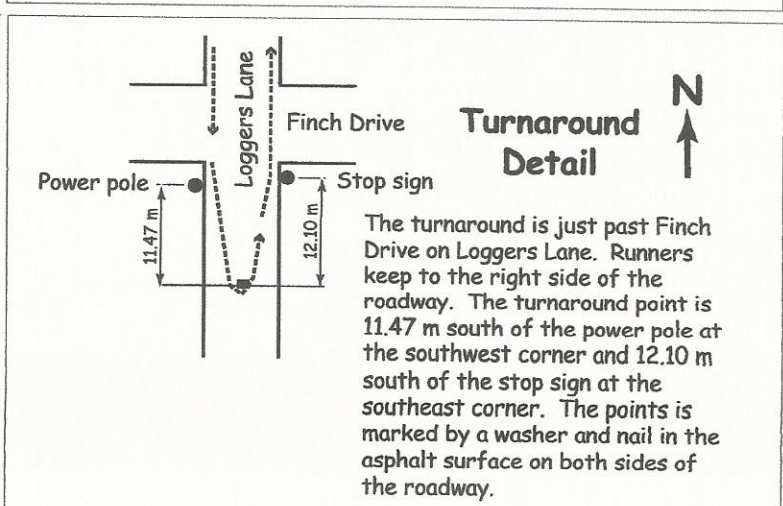 Loggers Lane
Finch Drive
Power pole
Stop sign
11.47 m
12.10 m
Turnaround
Detail
N
The turnaround is just past Finch
Drive on Loggers Lane. Runners
keep to the right side of the
roadway. The turnaround point is
11.47 m south of the power pole at
the southwest corner and 12.10 m
south of the stop sign at the
southeast corner. The points is
marked by a washer and nail in the
asphalt surface on both sides of
the roadway.